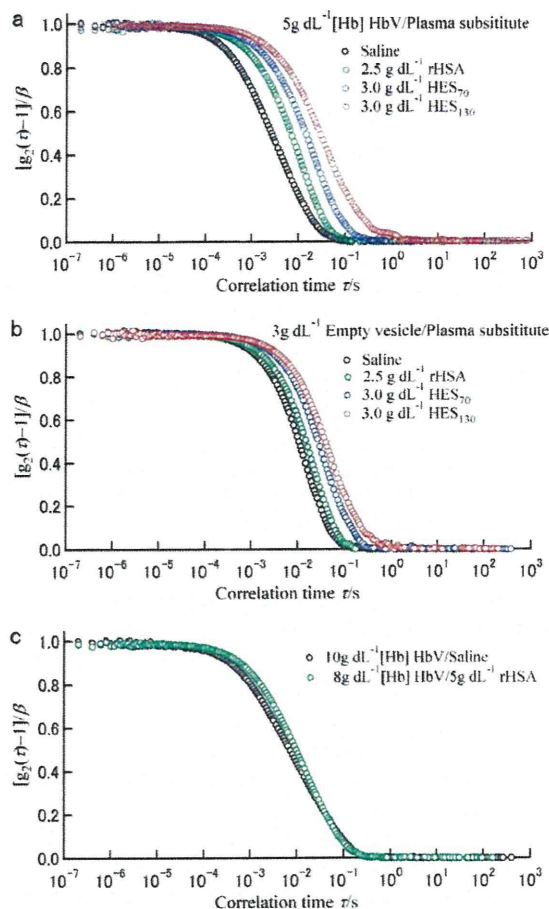 a
5g dL⁻¹[Hb] HbV/Plasma subsititute
Saline
2.5 g dL⁻¹ rHSA
3.0 g dL⁻¹ HES₇₀
3.0 g dL⁻¹ HES₁₃₀
[g₂(τ)−1]/β
1.0
0.8
0.6
0.4
0.2
0.0
10⁻⁷ 10⁻⁶ 10⁻⁵ 10⁻⁴ 10⁻³ 10⁻² 10⁻¹ 10⁰ 10¹ 10² 10³
Correlation time τ/s
b
3g dL⁻¹ Empty vesicle/Plasma subsititute
Saline
2.5 g dL⁻¹ rHSA
3.0 g dL⁻¹ HES₇₀
3.0 g dL⁻¹ HES₁₃₀
[g₂(τ)−1]/β
1.0
0.8
0.6
0.4
0.2
0.0
10⁻⁷ 10⁻⁶ 10⁻⁵ 10⁻⁴ 10⁻³ 10⁻² 10⁻¹ 10⁰ 10¹ 10² 10³
Correlation time τ/s
c
10g dL⁻¹[Hb] HbV/Saline
8g dL⁻¹[Hb] HbV/5g dL⁻¹ rHSA
[g₂(τ)−1]/β
1.0
0.8
0.6
0.4
0.2
0.0
10⁻⁷ 10⁻⁶ 10⁻⁵ 10⁻⁴ 10⁻³ 10⁻² 10⁻¹ 10⁰ 10¹ 10² 10³
Correlation time τ/s